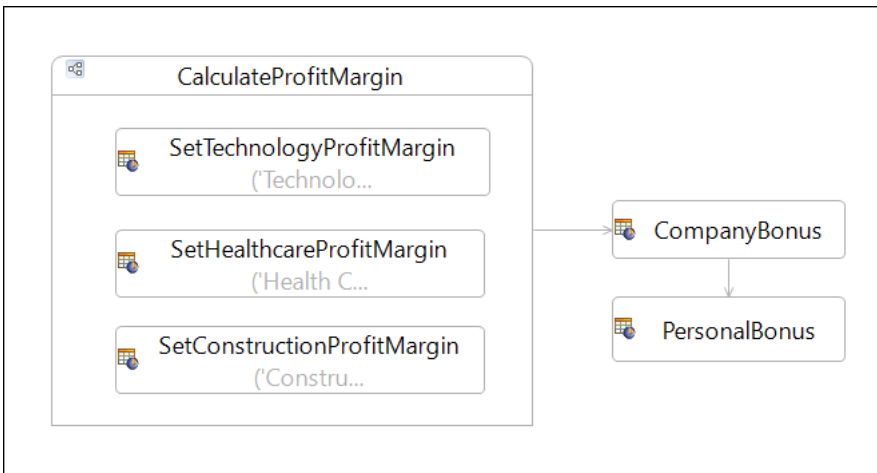 CalculateProfitMargin
SetTechnologyProfitMargin
('Technolo...
SetHealthcareProfitMargin
('Health C...
SetConstructionProfitMargin
('Constru...
CompanyBonus
PersonalBonus